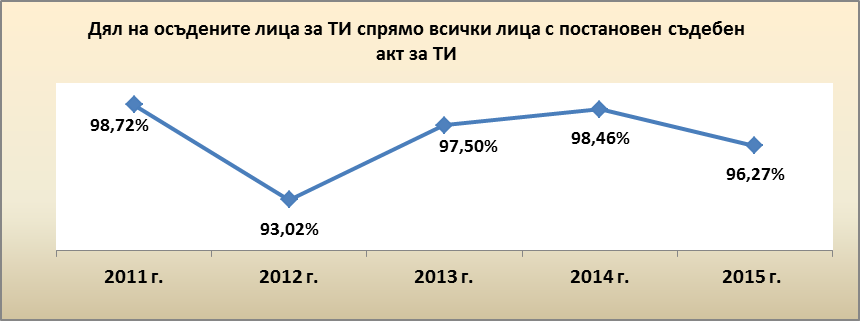 Дял на осъдените лица за ТИ спрямо всички лица с постановен съдебен
акт за ТИ
98,72%
93,02%
97,50%
98,46%
96,27%
2011 г.
2012 г.
2013 г.
2014 г.
2015 г.